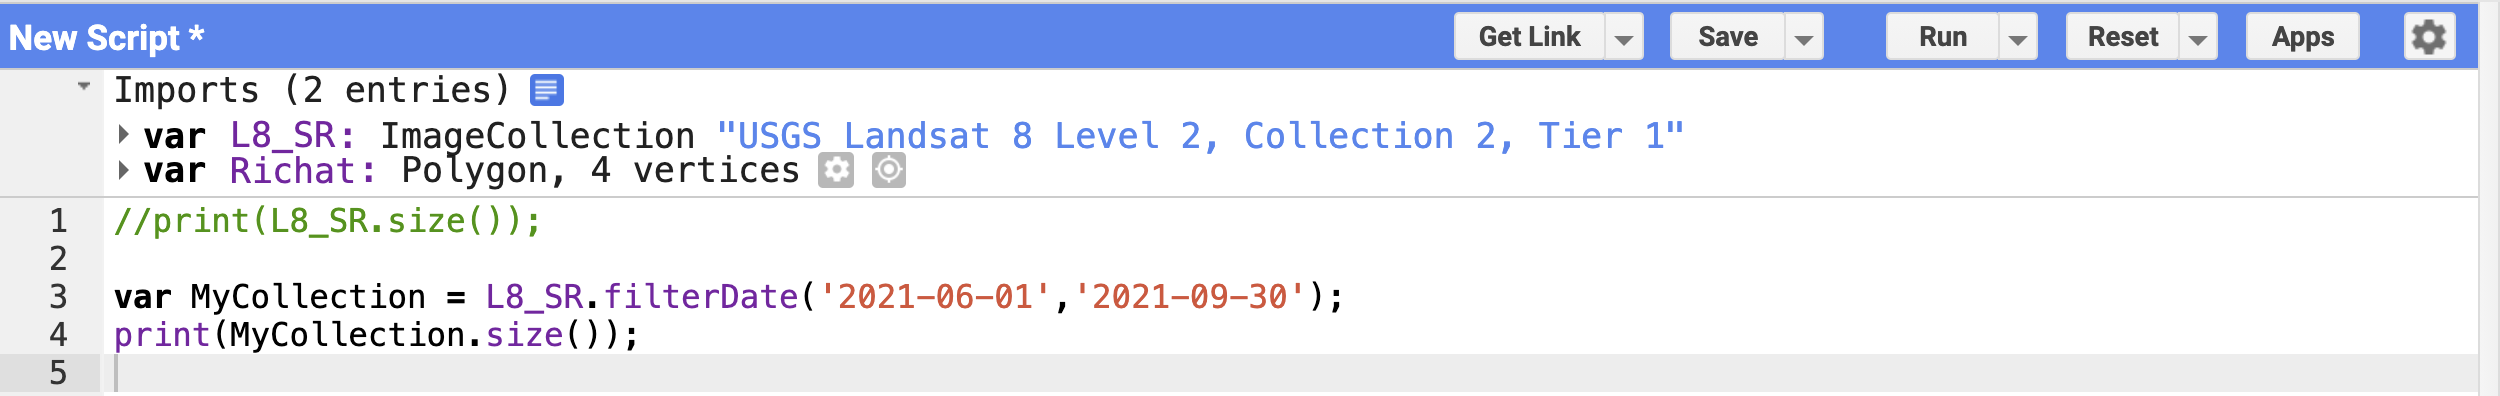 New Script *
Get Link
Save
Run
Reset
Apps
Imports (2 entries)
var L8_SR: ImageCollection "USGS Landsat 8 Level 2, Collection 2, Tier 1"
var Richat: Polygon, 4 vertices
1 //print(L8_SR.size());
2
3 var MyCollection = L8_SR.filterDate('2021-06-01','2021-09-30');
4 print(MyCollection.size());
5